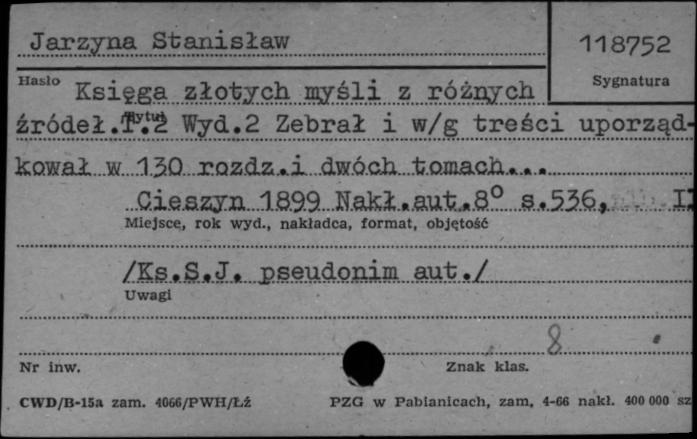 Jarzyna Stanisław
118752
Hasło
Sygnatura
Księga złotych myśli z różnych
Tytuł
źródeł.T.2 Wyd.2 Zebrał i w/g treści uporząd-
kował w 130 rozdz.i dwóch tomach...
Cieszyn 1899 Nakł.aut.8° s.536, I.
Miejsce, rok wyd., nakładca, format, objętość
/Ks.S.J. pseudonim aut./
Uwagi
8
Nr inw.
Znak klas.
CWD/B-15a zam. 4066/PWH/Łź
PZG w Pabianicach, zam. 4-66 nakł. 400 000 sz